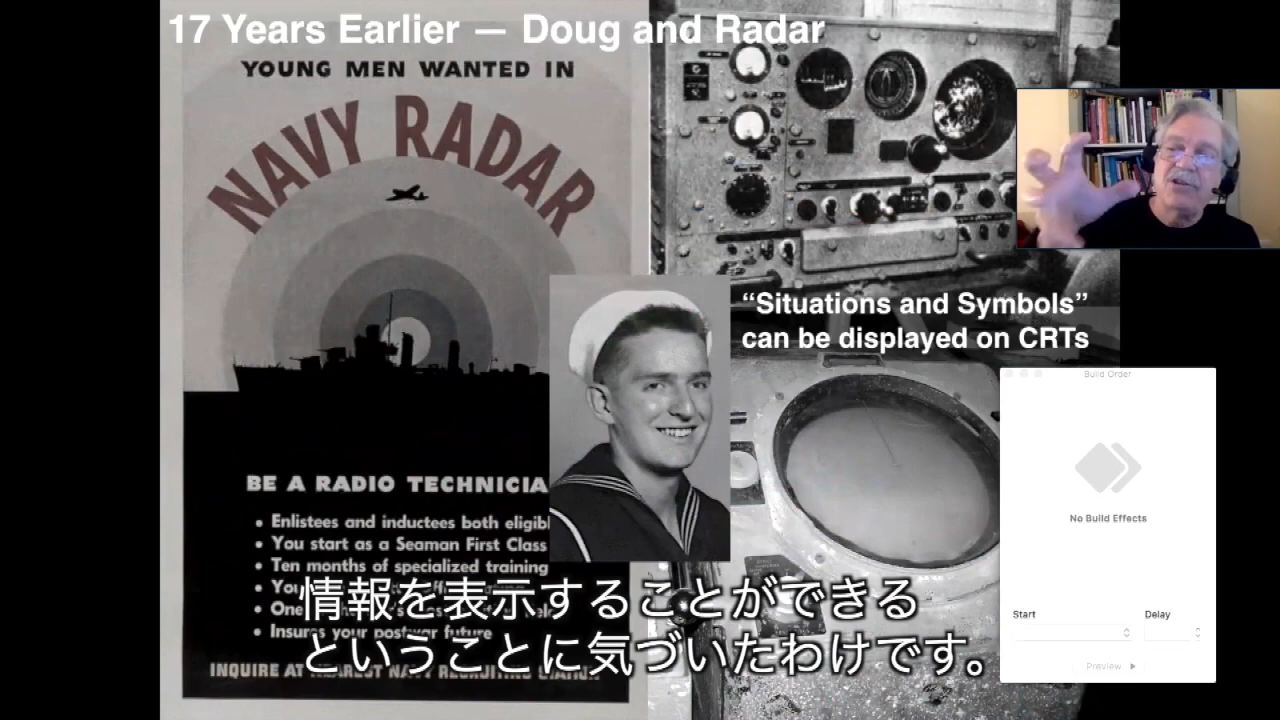 17 Years Earlier — Doug and Radar
YOUNG MEN WANTED IN
NAVY RADAR
“Situations and Symbols”
can be displayed on CRTs
BE A RADIO
• Enlistees and inductees both
• You start as a Seaman First Class
• Ten months of specialized training
• Insures your postwar future
INQUIRE AT NEAREST NAVY RECRUITING STATION
Build Order
No Build Effects
Start
Delay
Preview
情報を表示することができる
ということに気づいたわけです。